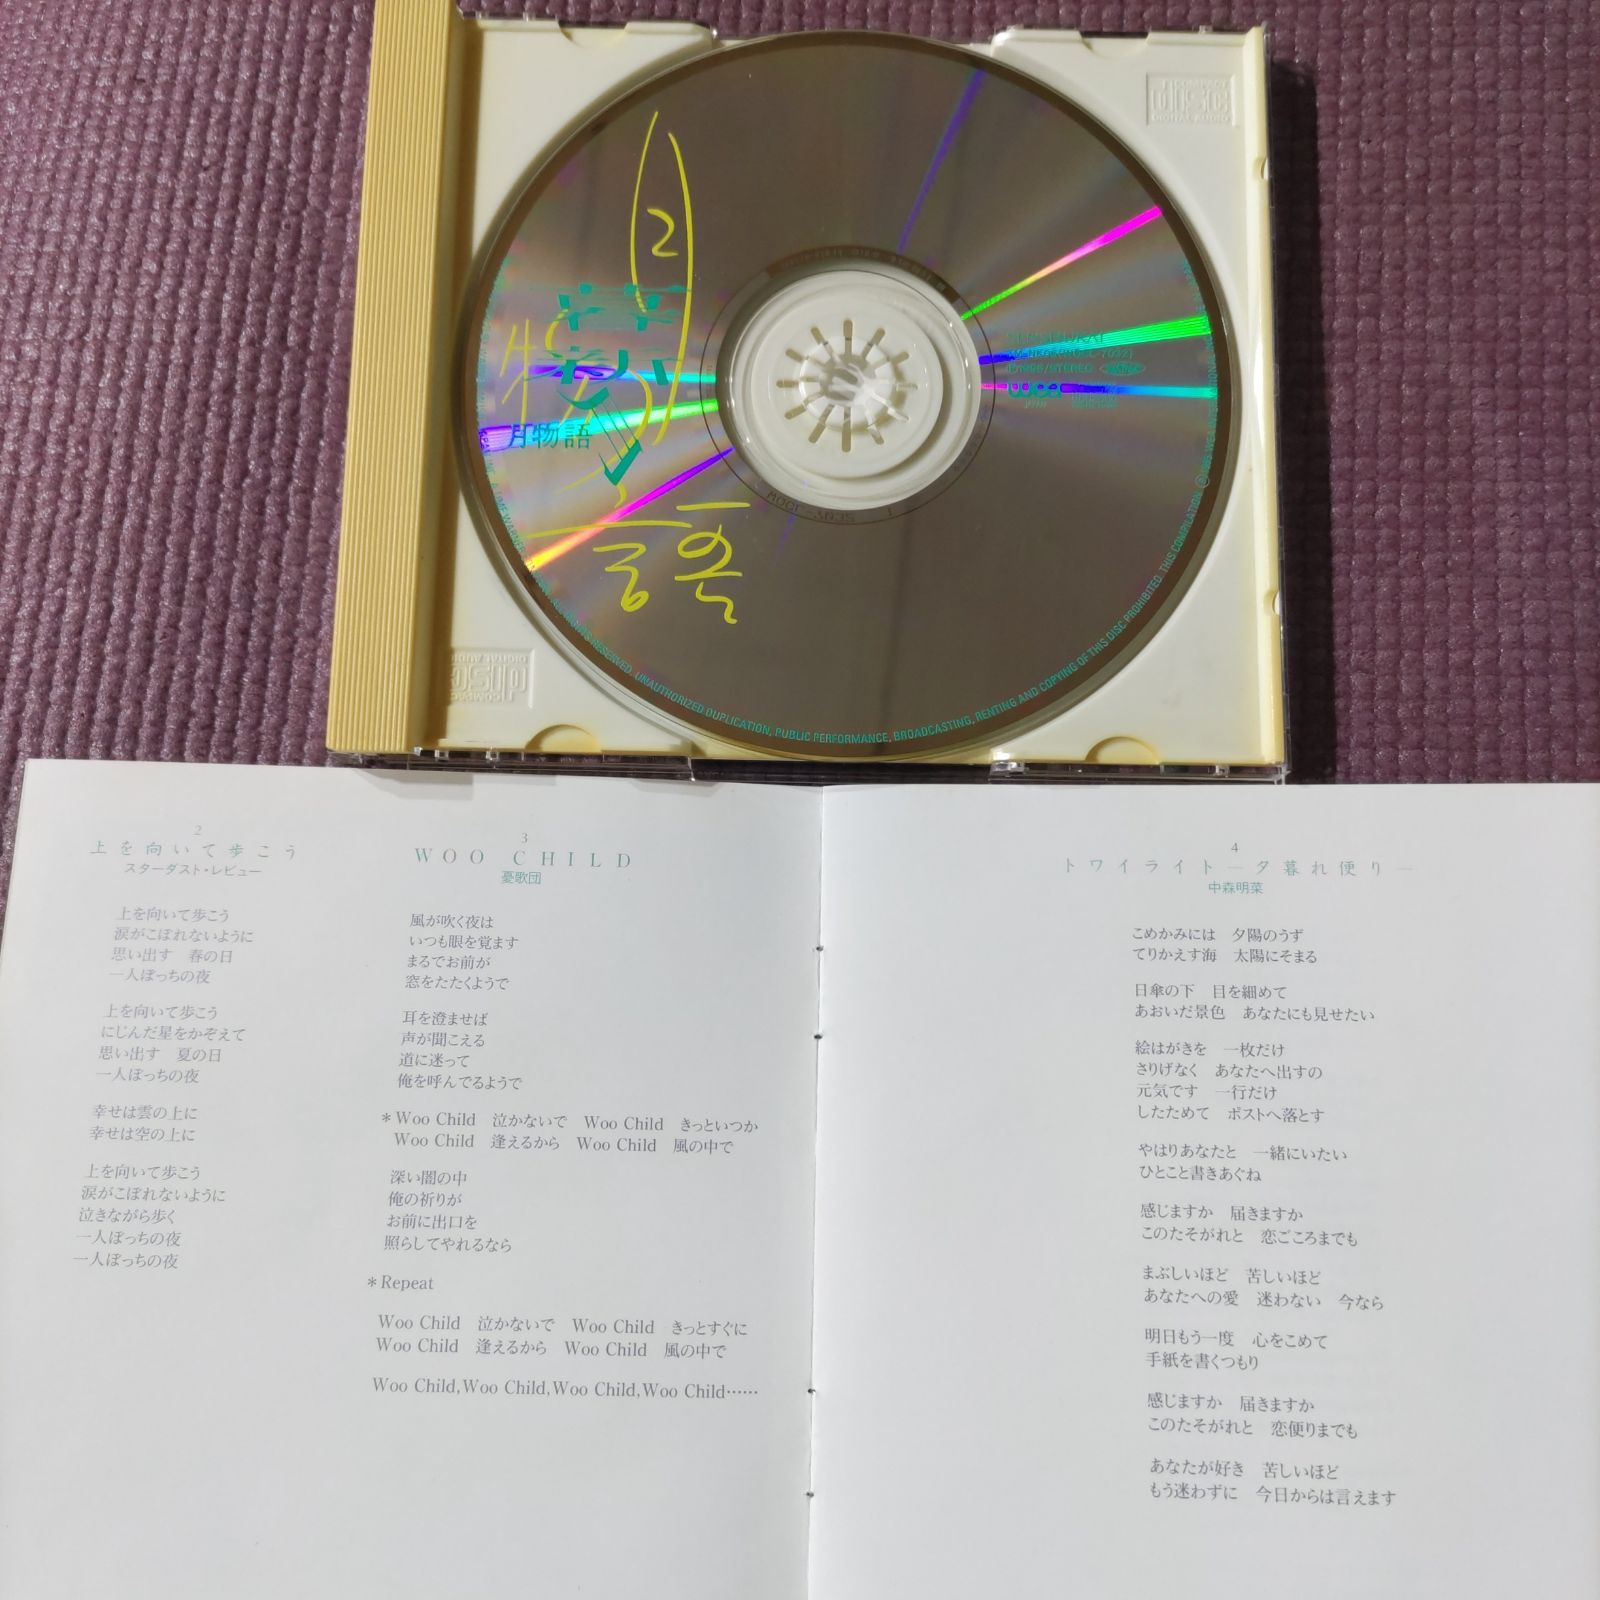 COMPACT
disc
DIGITAL AUDIO
月物語
月物語
STEREO
wea
ALL RIGHTS RESERVED. UNAUTHORIZED DUPLICATION, PUBLIC PERFORMANCE, BROADCASTING, RENTING AND COPYING OF THIS DISC PROHIBITED. THIS COMPILATION
COMPACT
disc
DIGITAL AUDIO
2
上を向いて歩こう
スターダスト・レビュー
上を向いて歩こう
涙がこぼれないように
思い出す 春の日
一人ぼっちの夜
上を向いて歩こう
にじんだ星をかぞえて
思い出す 夏の日
一人ぼっちの夜
幸せは雲の上に
幸せは空の上に
上を向いて歩こう
涙がこぼれないように
泣きながら歩く
一人ぼっちの夜
一人ぼっちの夜
3
WOO CHILD
憂歌団
風が吹く夜は
いつも眼を覚ます
まるでお前が
窓をたたくようで
耳を澄ませば
声が聞こえる
道に迷って
俺を呼んでるようで
*Woo Child 泣かないで Woo Child きっといつか
Woo Child 逢えるから Woo Child 風の中で
深い闇の中
俺の祈りが
お前に出口を
照らしてやれるなら
*Repeat
Woo Child 泣かないで Woo Child きっとすぐに
Woo Child 逢えるから Woo Child 風の中で
Woo Child,Woo Child,Woo Child,Woo Child……
4
トワイライト―夕暮れ便り―
中森明菜
こめかみには 夕陽のうず
てりかえす海 太陽にそまる
日傘の下 目を細めて
あおいだ景色 あなたにも見せたい
絵はがきを 一枚だけ
さりげなく あなたへ出すの
元気です 一行だけ
したためて ポストへ落とす
やはりあなたと 一緒にいたい
ひとこと書きあぐね
感じますか 届きますか
このたそがれと 恋ごころまでも
まぶしいほど 苦しいほど
あなたへの愛 迷わない 今なら
明日もう一度 心をこめて
手紙を書くつもり
感じますか 届きますか
このたそがれと 恋便りまでも
あなたが好き 苦しいほど
もう迷わずに 今日からは言えます